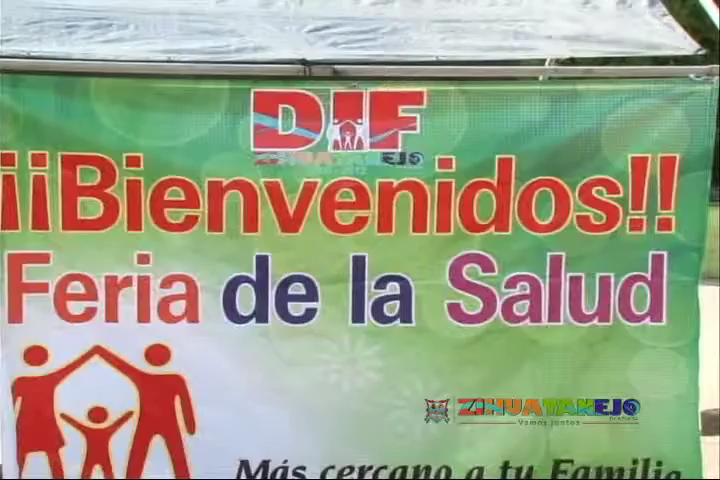 DIF
ZIHUATANEJO
¡¡Bienvenidos!!
Feria de la Salud
ZIHUATANEJO
Vamos juntos
Más cercano a tu Familia